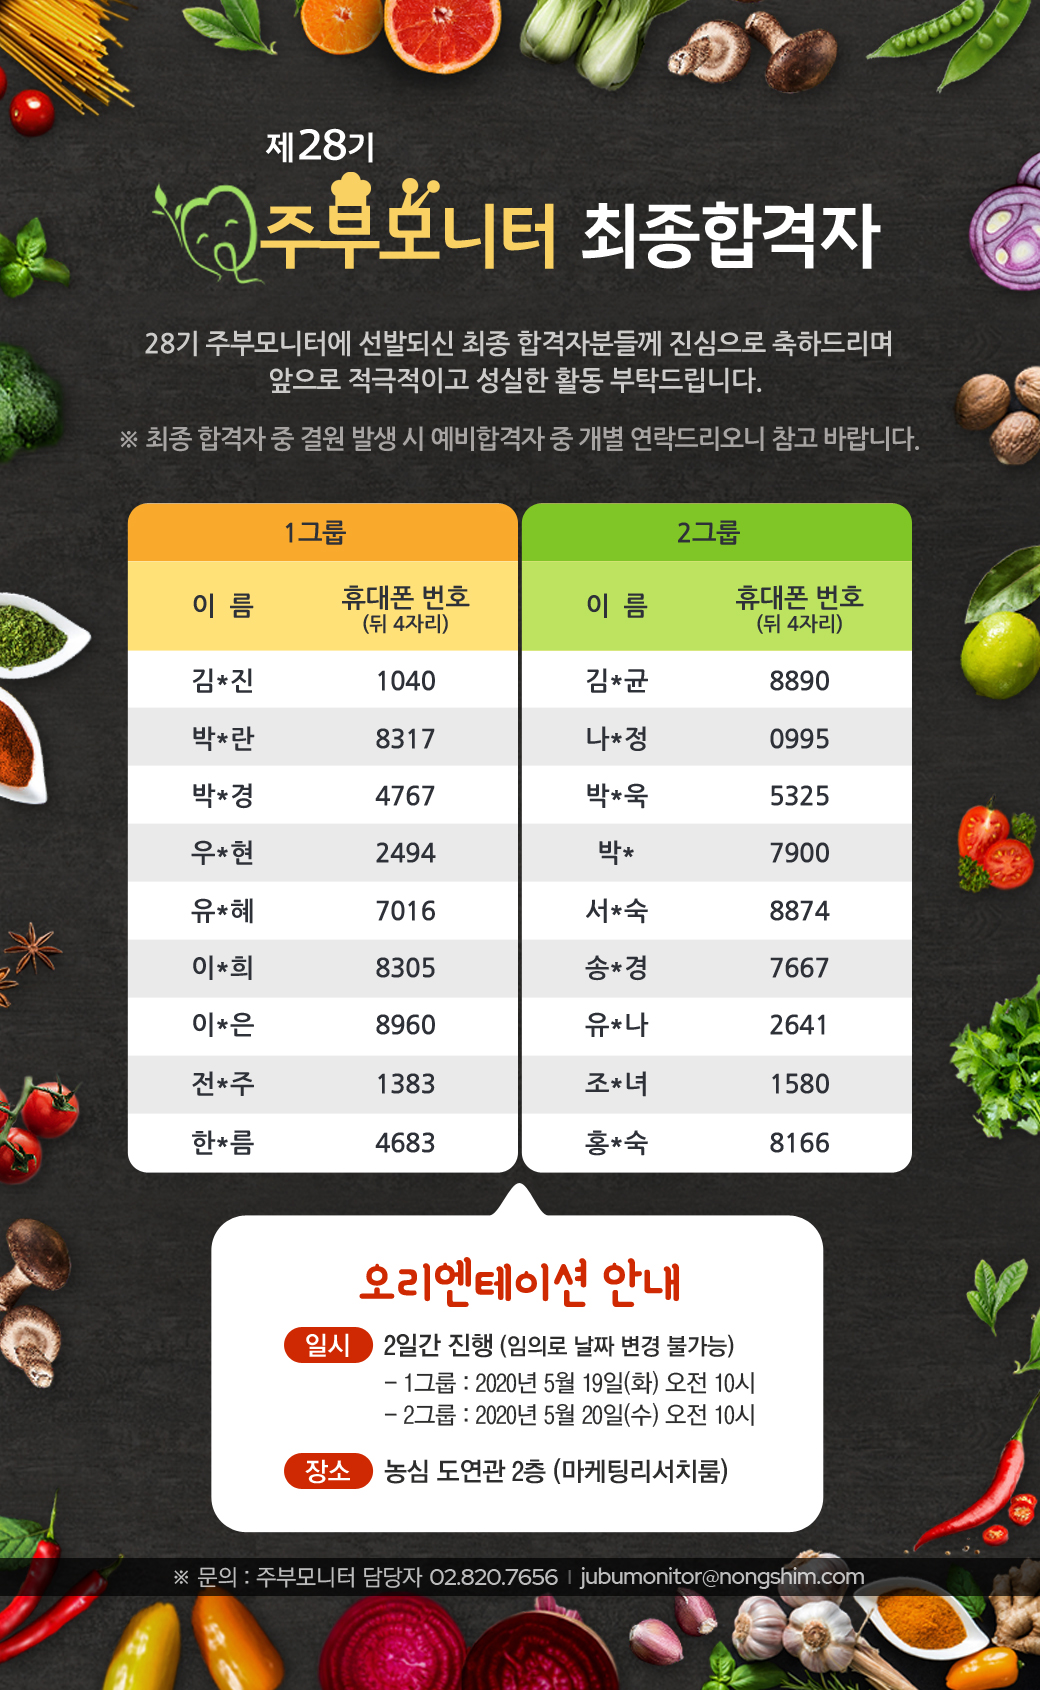 제28기
주부모니터 최종합격자
28기 주부모니터에 선발되신 최종 합격자분들께 진심으로 축하드리며
앞으로 적극적이고 성실한 활동 부탁드립니다.
※ 최종 합격자 중 결원 발생 시 예비합격자 중 개별 연락드리오니 참고 바랍니다.
1그룹
이 름 휴대폰 번호
(뒤 4자리)
김*진 1040
박*란 8317
박*경 4767
우*현 2494
유*혜 7016
이*희 8305
이*은 8960
전*주 1383
한*름 4683
2그룹
이 름 휴대폰 번호
(뒤 4자리)
김*균 8890
나*정 0995
박*욱 5325
박* 7900
서*숙 8874
송*경 7667
유*나 2641
조*녀 1580
홍*숙 8166
오리엔테이션 안내
일시 2일간 진행 (임의로 날짜 변경 불가능)
- 1그룹 : 2020년 5월 19일(화) 오전 10시
- 2그룹 : 2020년 5월 20일(수) 오전 10시
장소 농심 도연관 2층 (마케팅리서치룸)
※ 문의 : 주부모니터 담당자 02.820.7656 | jubumonitor@nongshim.com